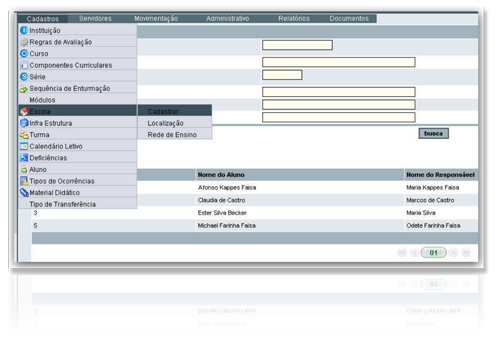 Cadastros Servidores Movimentação Administrativo Relatórios Documentos
Instituição
Regras de Avaliação
Curso
Componentes Curriculares
Série
Sequência de Enturmação
Módulos
Escola Cadastrar
Infra Estrutura Localização
Turma Rede de Ensino busca
Calendário Letivo
Deficiências
Aluno Nome do Aluno Nome do Responsável
Tipos de Ocorrências Afonso Kappes Faisa Maria Kappes Faisa
Material Didático Claudia de Castro Marcos de Castro
Tipo de Transferência
3 Ester Silva Becker Maria Silva
5 Michael Farinha Faisa Odete Farinha Faisa
01